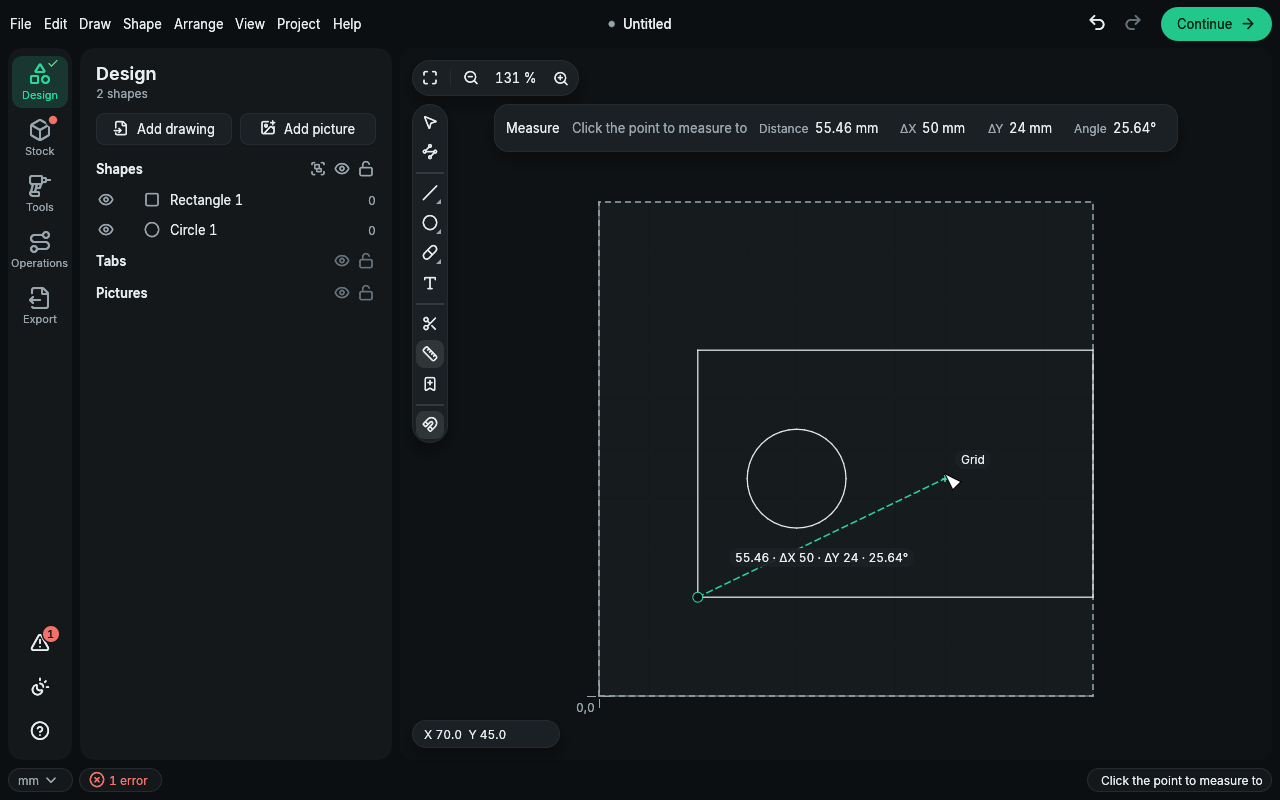 File Edit Draw Shape Arrange View Project Help
Untitled
Continue
Design
Stock
Tools
Operations
Export
1
Design
2 shapes
Add drawing
Add picture
Shapes
Rectangle 1 0
Circle 1 0
Tabs
Pictures
131 %
Measure Click the point to measure to Distance 55.46 mm ΔX 50 mm ΔY 24 mm Angle 25.64°
Grid
55.46 · ΔX 50 · ΔY 24 · 25.64°
0,0
X 70.0 Y 45.0
mm
1 error
Click the point to measure to